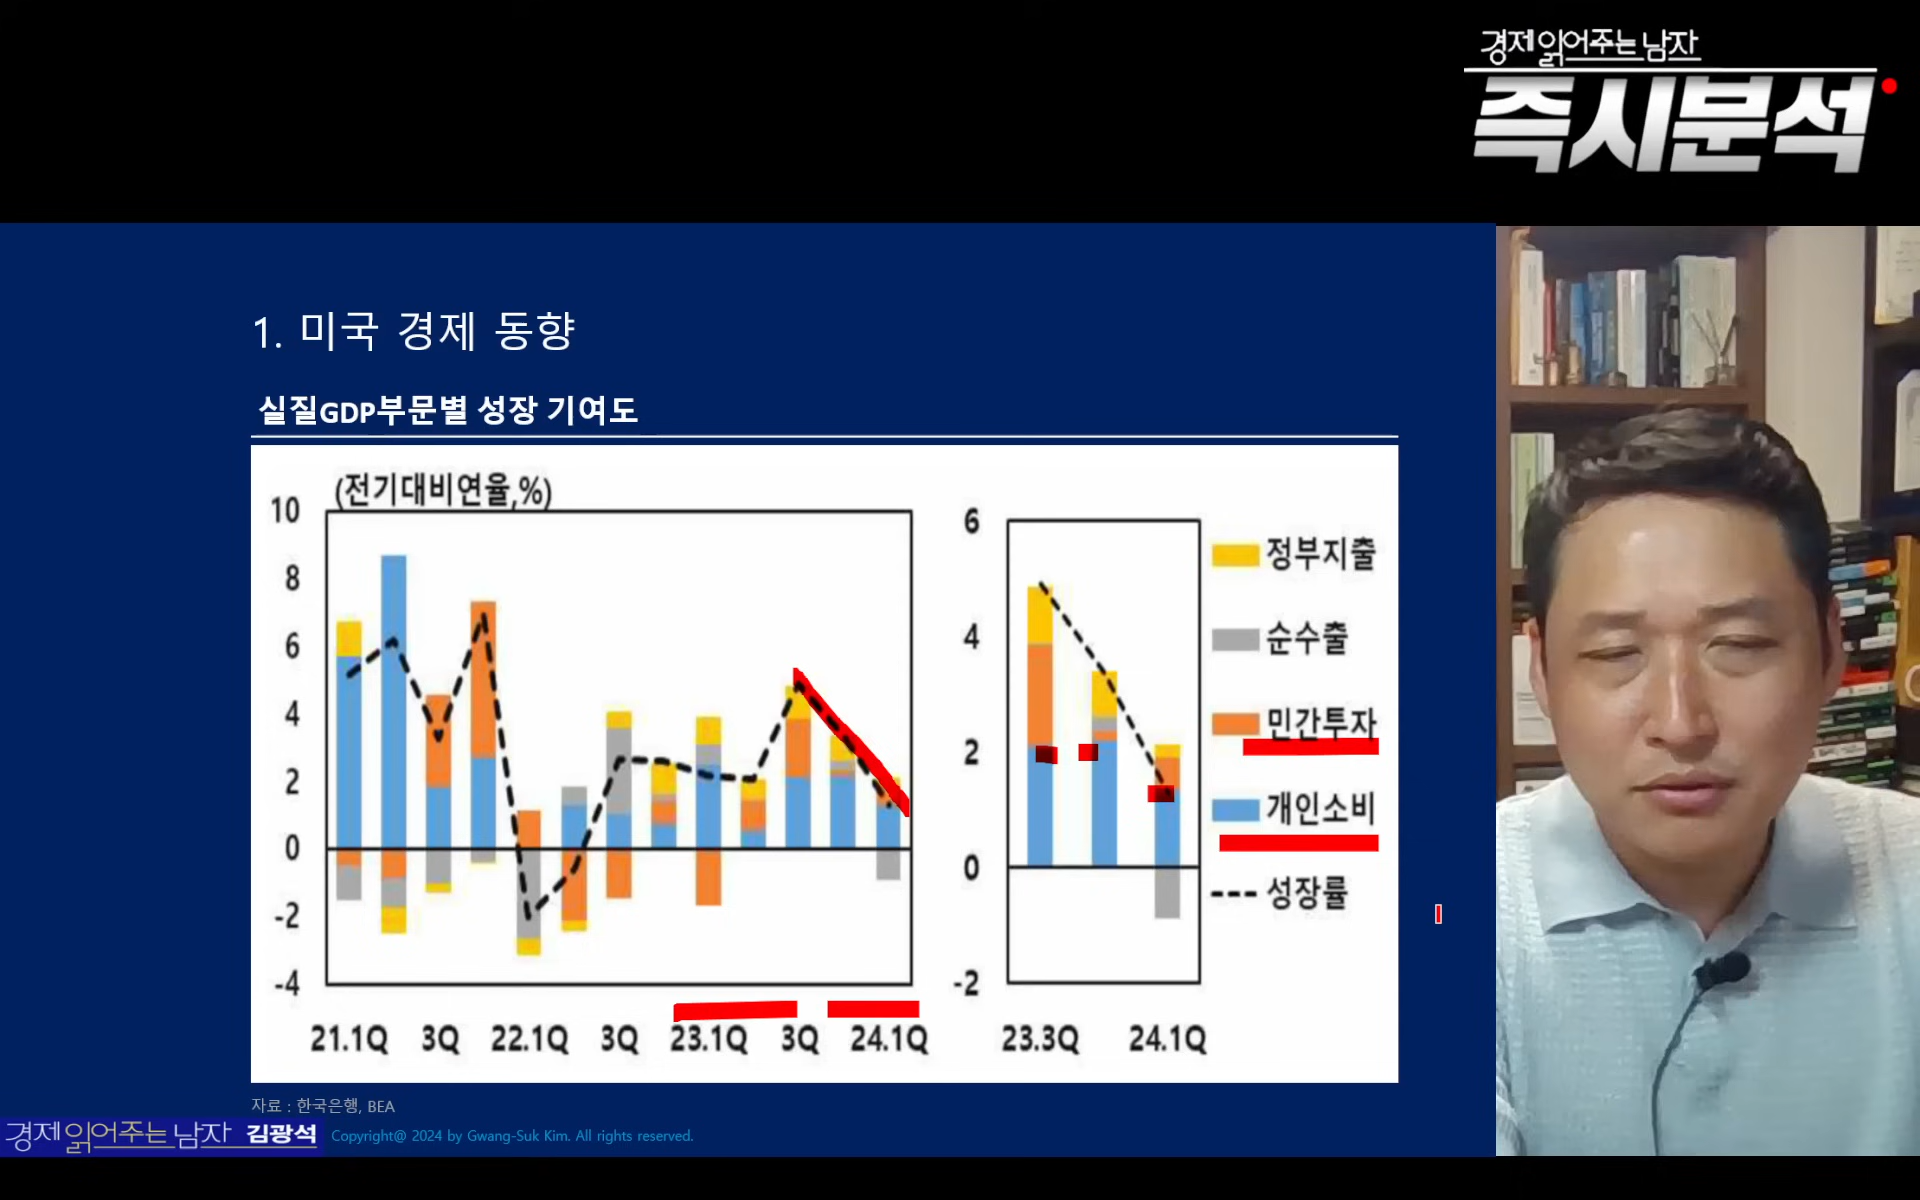 경제읽어주는남자
즉시분석
1. 미국 경제 동향
실질GDP부문별 성장 기여도
(전기대비연율,%)
10
8
6
4
2
0
-2
-4
21.1Q 3Q 22.1Q 3Q 23.1Q 3Q 24.1Q
6
4
2
0
-2
23.3Q 24.1Q
정부지출
순수출
민간투자
개인소비
성장률
자료 : 한국은행, BEA
경제읽어주는남자 김광석 Copyright@ 2024 by Gwang-Suk Kim. All rights reserved.